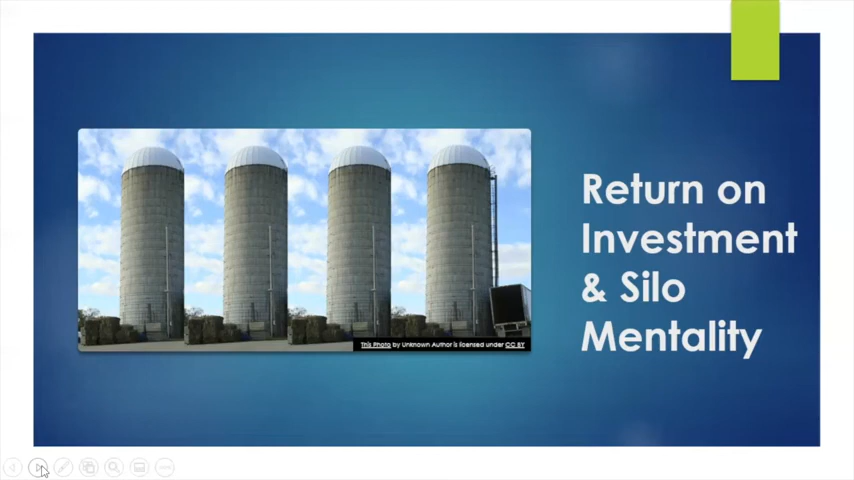 Return on
Investment
& Silo
Mentality
This Photo by Unknown Author is licensed under CC BY